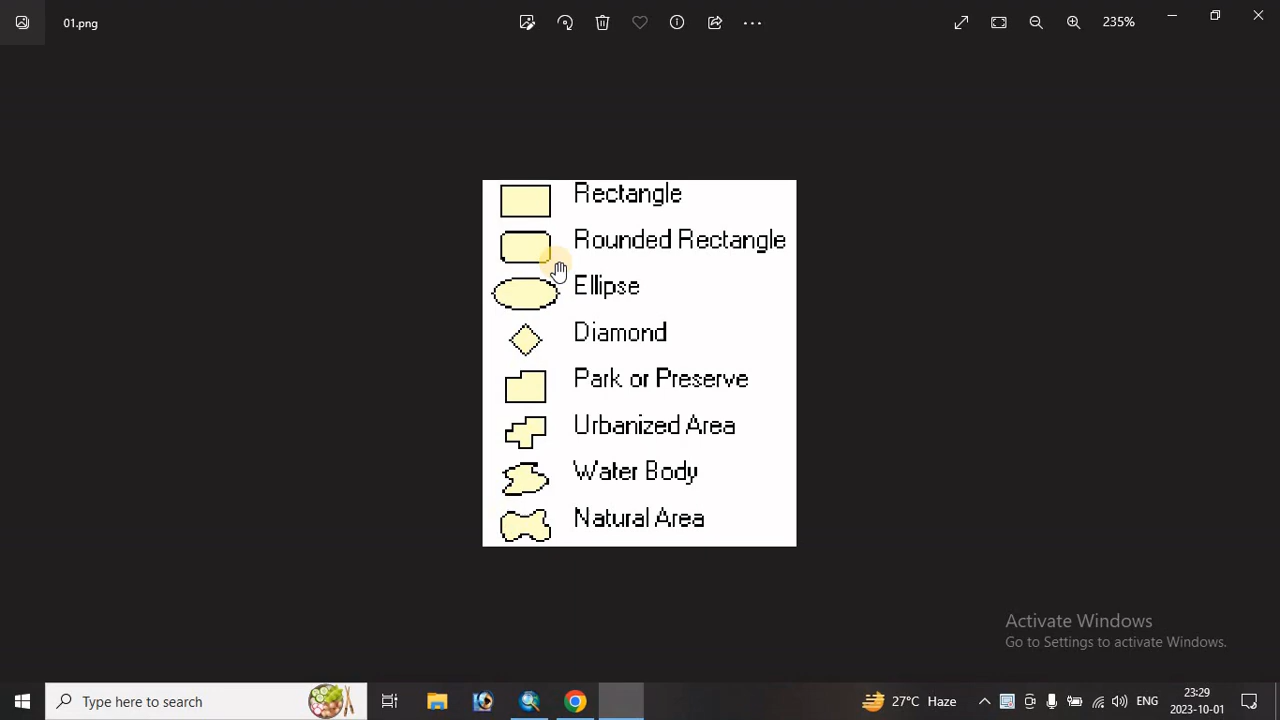 01.png
235%
Rectangle
Rounded Rectangle
Ellipse
Diamond
Park or Preserve
Urbanized Area
Water Body
Natural Area
Activate Windows
Go to Settings to activate Windows.
Type here to search
27°C Haze
ENG
23:29
2023-10-01